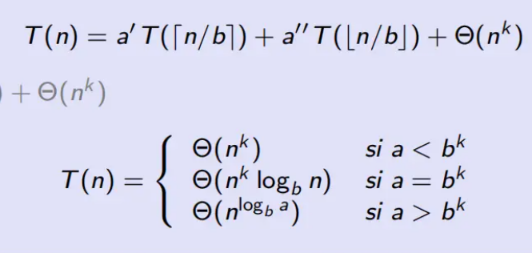 T(n) = a′ T(⌈n/b⌉) + a′′ T(⌊n/b⌋) + Θ(n^k)
) + Θ(n^k)
T(n) = { Θ(n^k) si a < b^k
Θ(n^k log_b n) si a = b^k
Θ(n^{log_b a}) si a > b^k